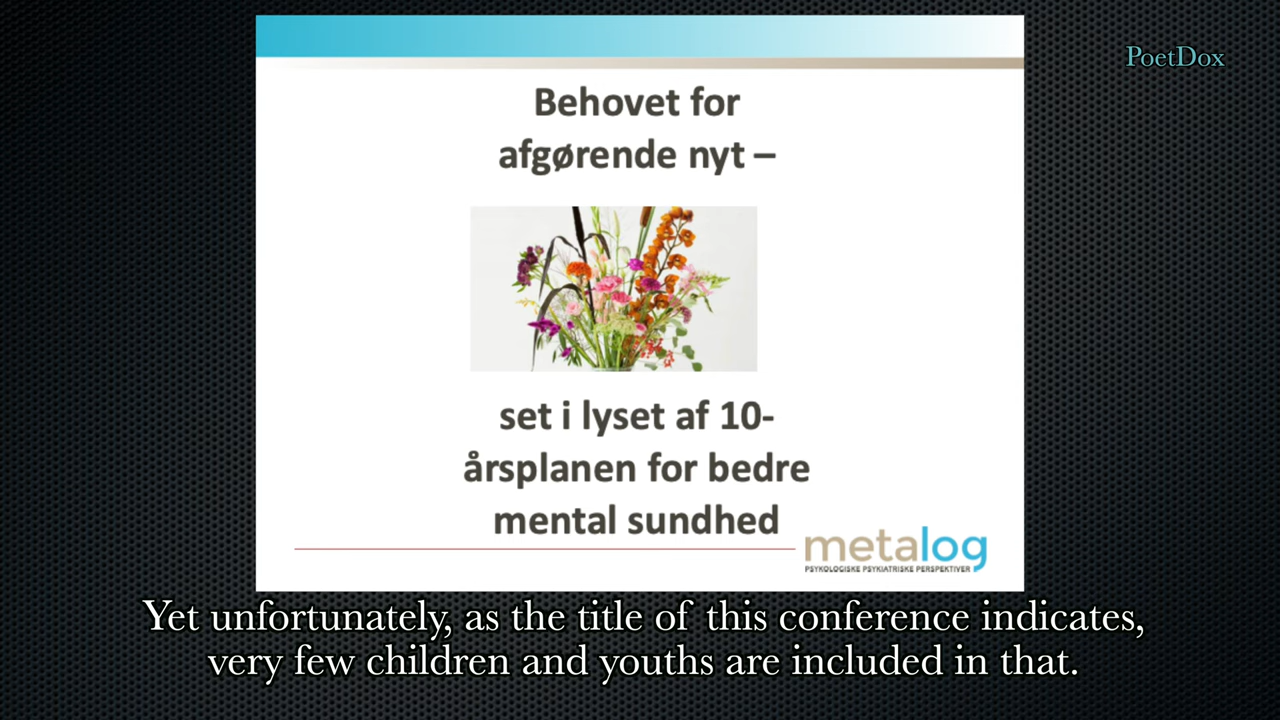 PoetDox
Behovet for
afgørende nyt –
set i lyset af 10-
årsplanen for bedre
mental sundhed
metalog
PSYKOLOGISKE PSYKIATRISKE PERSPEKTIVER
Yet unfortunately, as the title of this conference indicates,
very few children and youths are included in that.